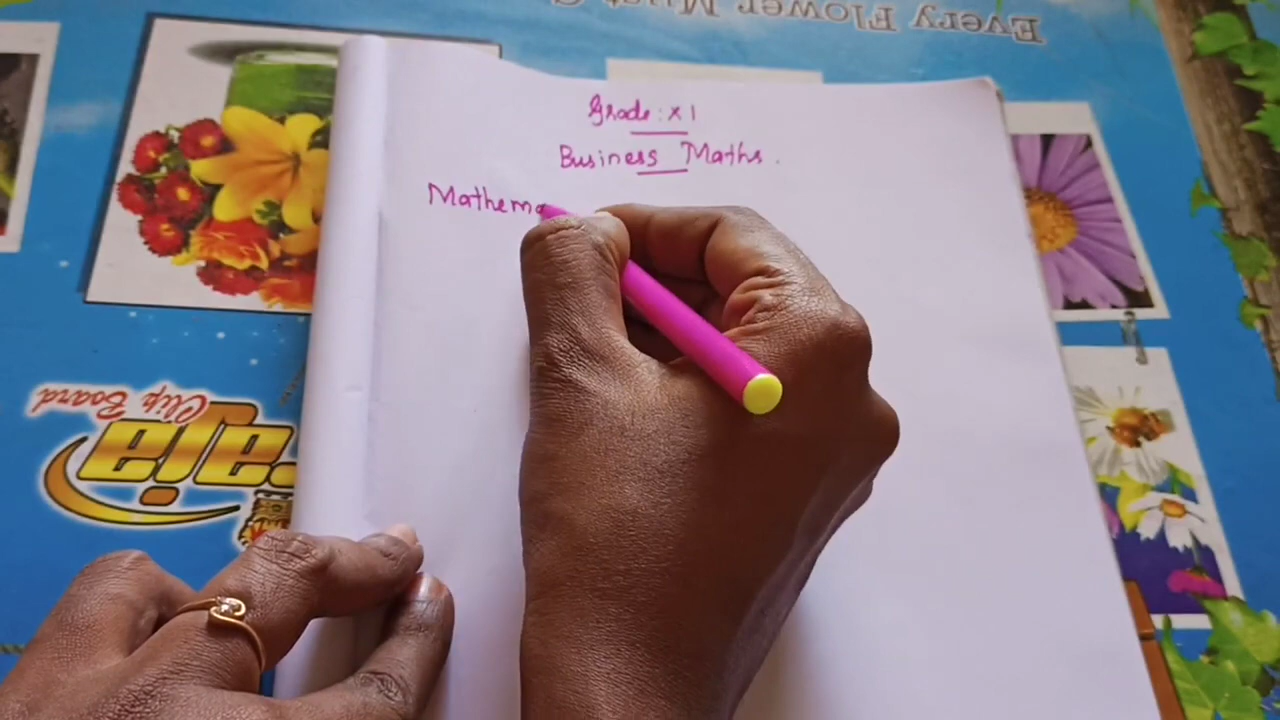 Every Flower Must
Grade : XI
Business Maths .
Mathema
Clip Board